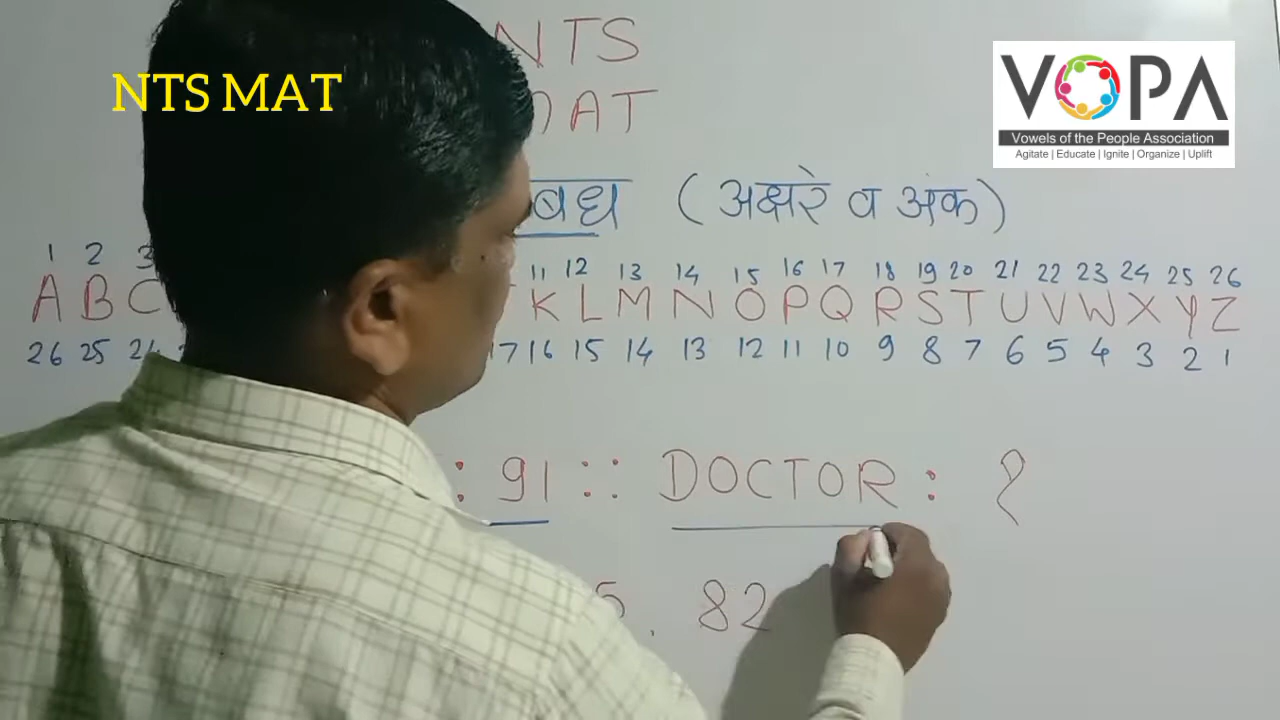 NTS
NTS MAT
MAT
VOPA
Vowels of the People Association
Agitate | Educate | Ignite | Organize | Uplift
(अक्षरे व अंक)
1 2 3 11 12 13 14 15 16 17 18 19 20 21 22 23 24 25 26
A B C K L M N O P Q R S T U V W X Y Z
26 25 24 17 16 15 14 13 12 11 10 9 8 7 6 5 4 3 2 1
: 91 :: DOCTOR : ?
82